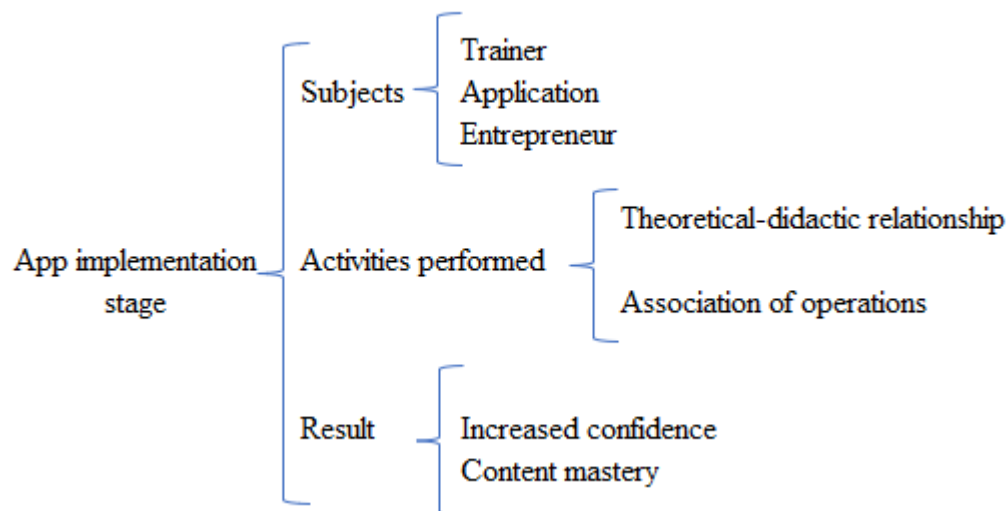 App implementation
stage
Subjects
Trainer
Application
Entrepreneur
Activities performed
Theoretical-didactic relationship
Association of operations
Result
Increased confidence
Content mastery